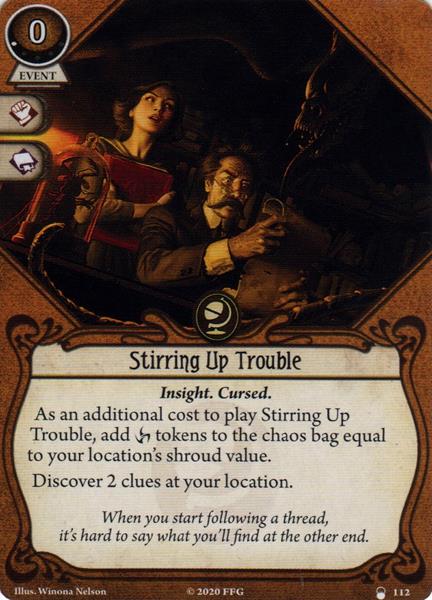 0
EVENT
Stirring Up Trouble
Insight. Cursed.
As an additional cost to play Stirring Up
Trouble, add tokens to the chaos bag equal
to your location's shroud value.
Discover 2 clues at your location.
When you start following a thread,
it's hard to say what you'll find at the other end.
Illus. Winona Nelson
© 2020 FFG
112